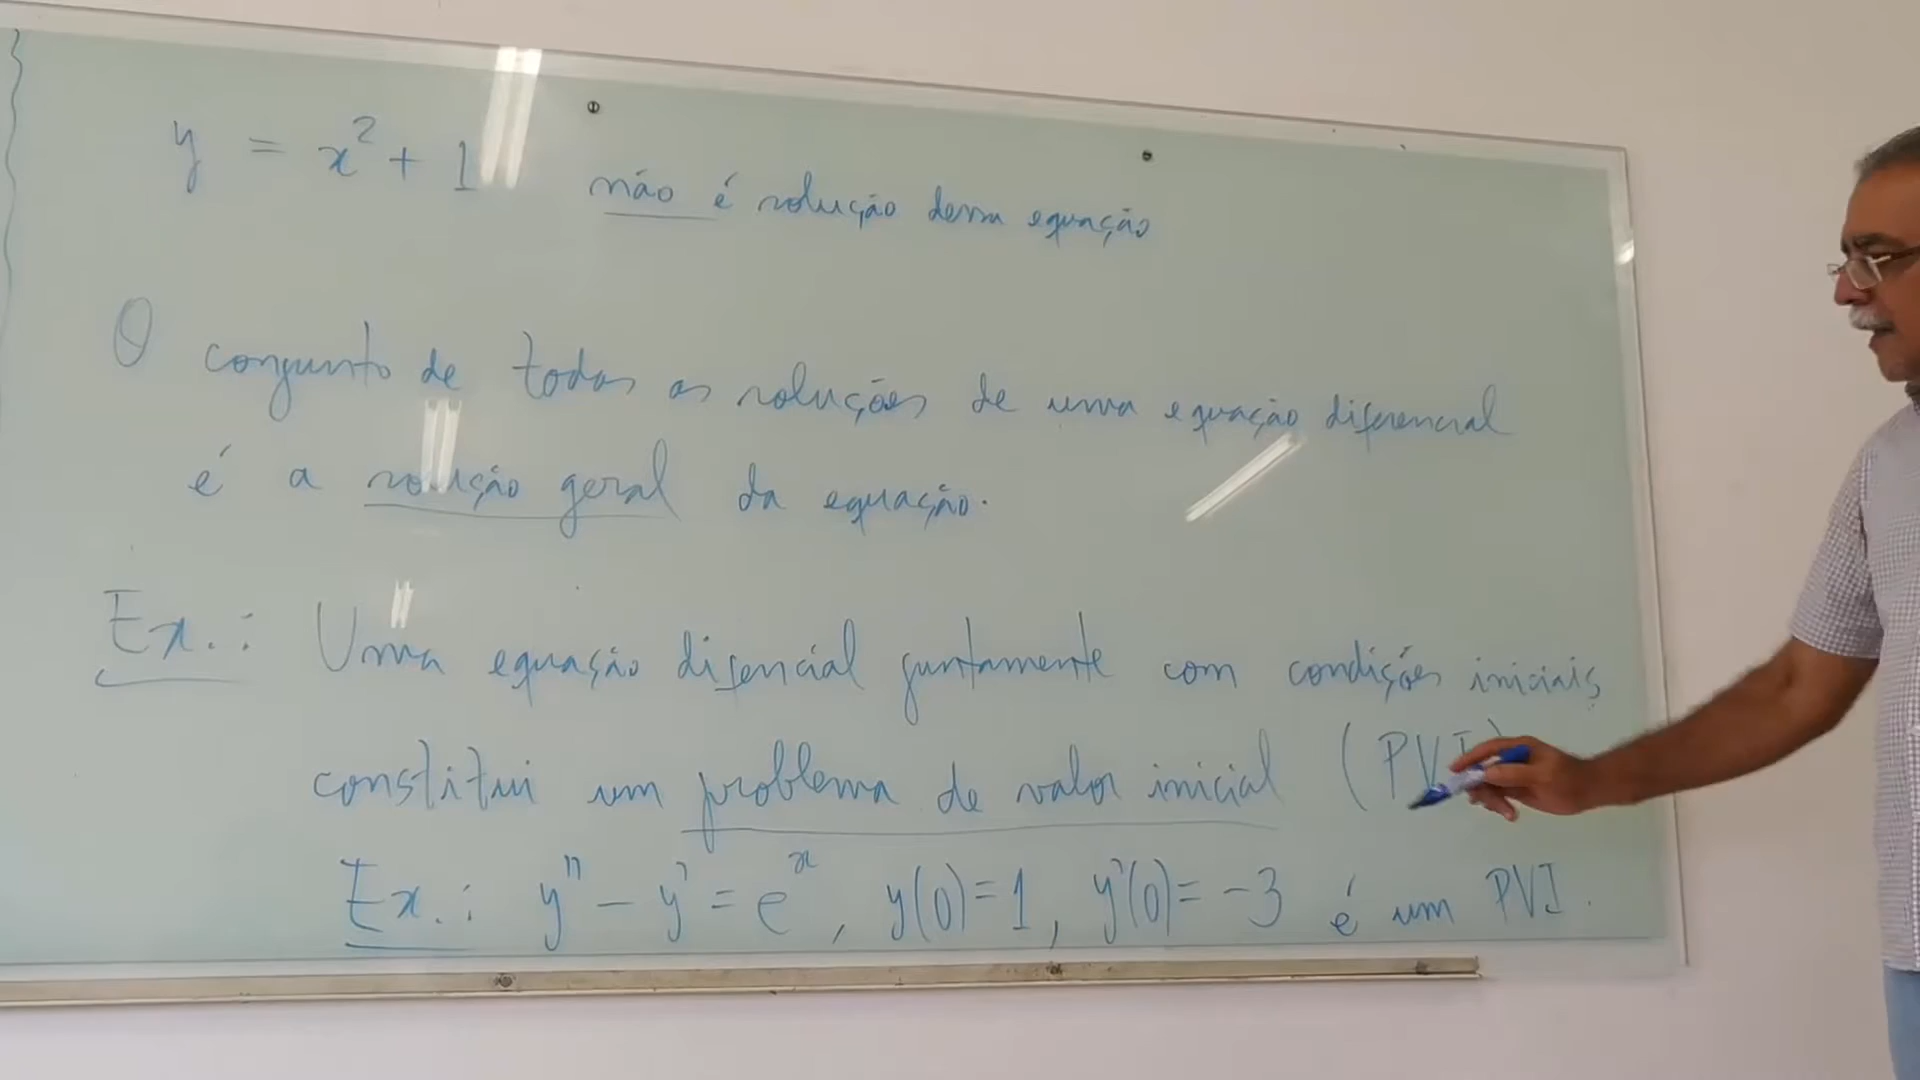 y = x² + 1 não é solução dessa equação
O conjunto de todas as soluções de uma equação diferencial
é a solução geral da equação.
Ex.: Uma equação difencial juntamente com condições iniciais
constitui um problema de valor inicial (PVI)
Ex.: y'' - y' = eˣ, y(0) = 1, y'(0) = -3 é um PVI.